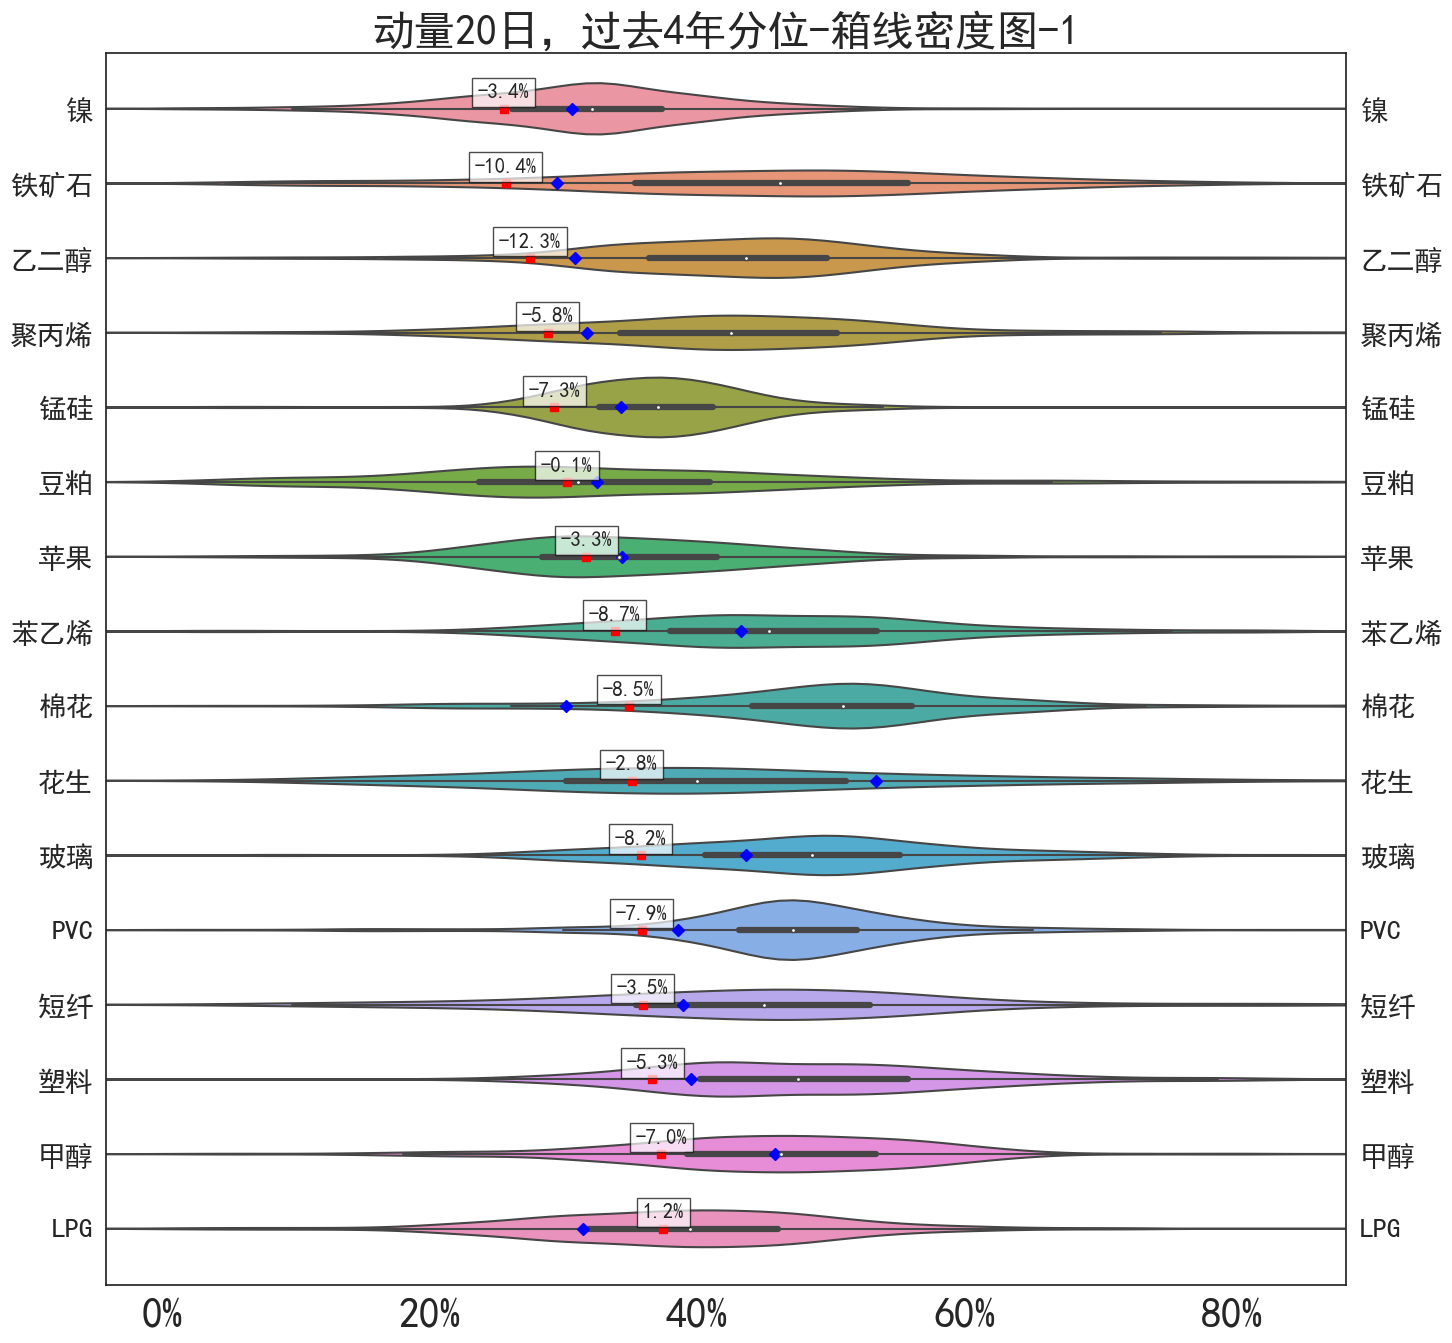 动量20日，过去4年分位-箱线密度图-1
镍 -3.4% 镍
铁矿石 -10.4% 铁矿石
乙二醇 -12.3% 乙二醇
聚丙烯 -5.8% 聚丙烯
锰硅 -7.3% 锰硅
豆粕 -0.1% 豆粕
苹果 -3.3% 苹果
苯乙烯 -8.7% 苯乙烯
棉花 -8.5% 棉花
花生 -2.8% 花生
玻璃 -8.2% 玻璃
PVC -7.9% PVC
短纤 -3.5% 短纤
塑料 -5.3% 塑料
甲醇 -7.0% 甲醇
LPG 1.2% LPG
0% 20% 40% 60% 80%